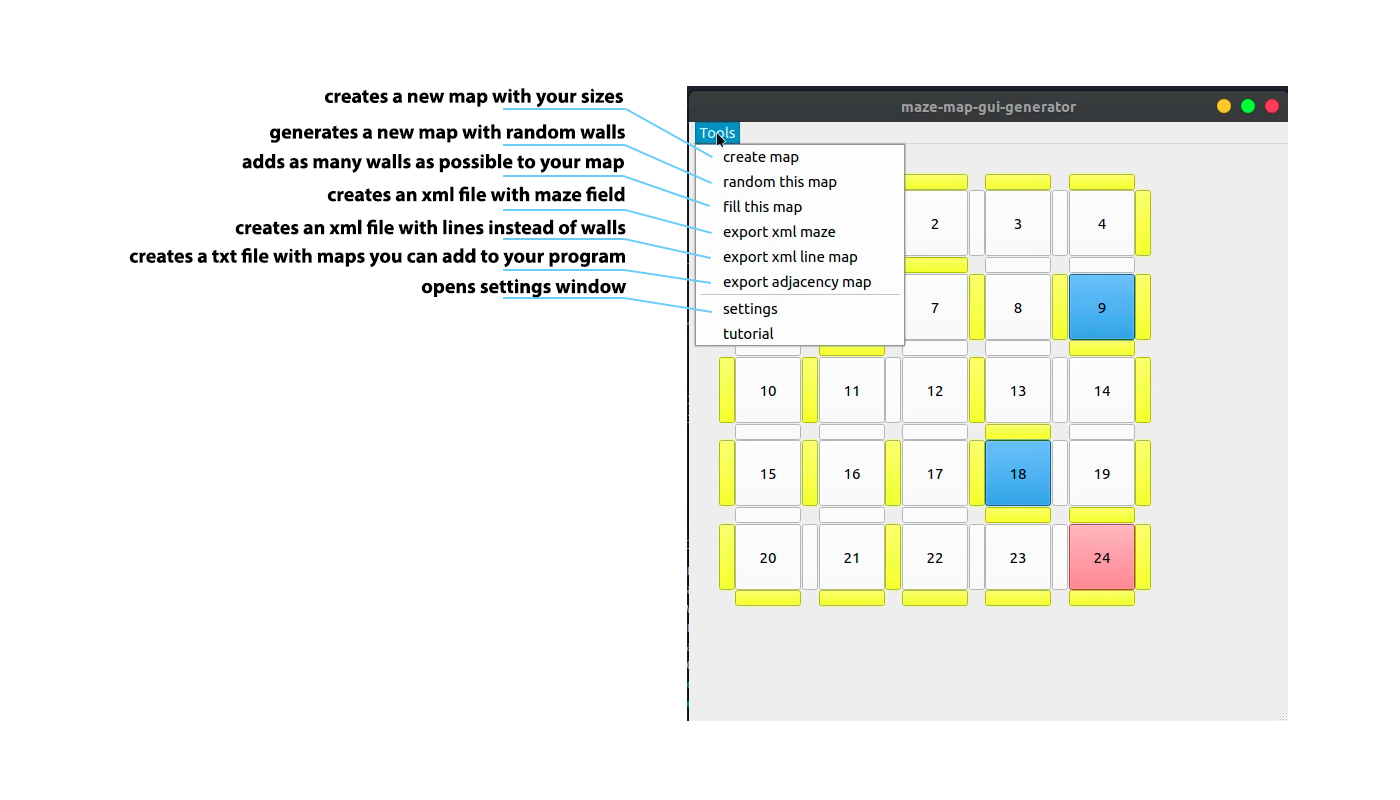 creates a new map with your sizes
generates a new map with random walls
adds as many walls as possible to your map
creates an xml file with maze field
creates an xml file with lines instead of walls
creates a txt file with maps you can add to your program
opens settings window
maze-map-gui-generator
Tools
create map
random this map
fill this map
export xml maze
export xml line map
export adjacency map
settings
tutorial
2 3 4
7 8 9
10 11 12 13 14
15 16 17 18 19
20 21 22 23 24